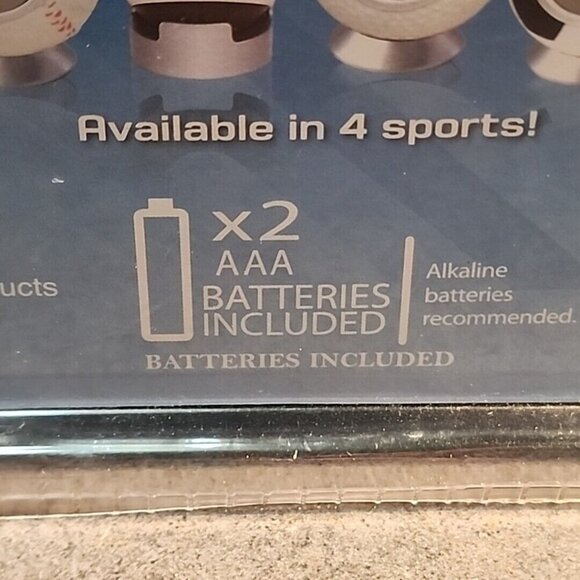 Available in 4 sports!
x2
AAA
BATTERIES
INCLUDED
Alkaline
batteries
recommended.
ucts
BATTERIES INCLUDED